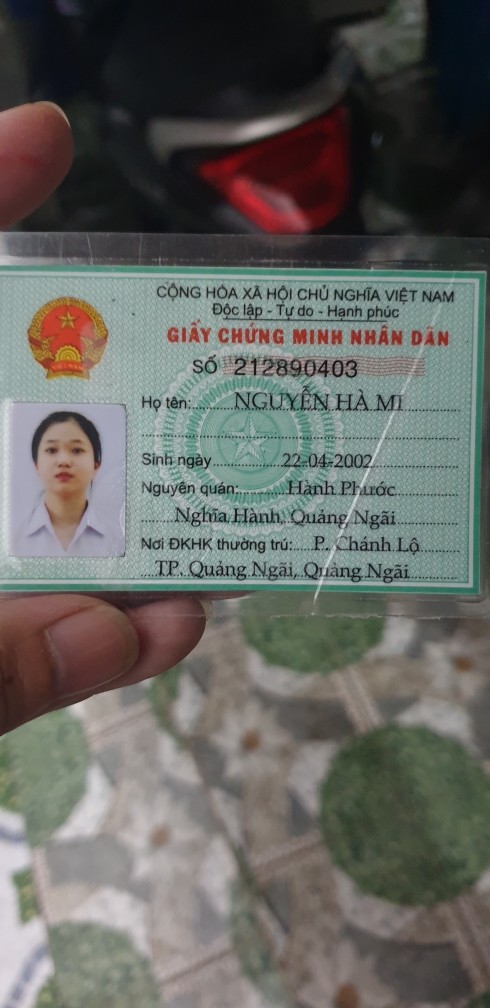 CỘNG HÒA XÃ HỘI CHỦ NGHĨA VIỆT NAM
Độc lập - Tự do - Hạnh phúc
GIẤY CHỨNG MINH NHÂN DÂN
SỐ 212890403
Họ tên: NGUYỄN HÀ MI
Sinh ngày 22-04-2002
Nguyên quán: Hành Phước
Nghĩa Hành, Quảng Ngãi
Nơi ĐKHK thường trú: P. Chánh Lộ
TP. Quảng Ngãi, Quảng Ngãi
VIỆT NAM